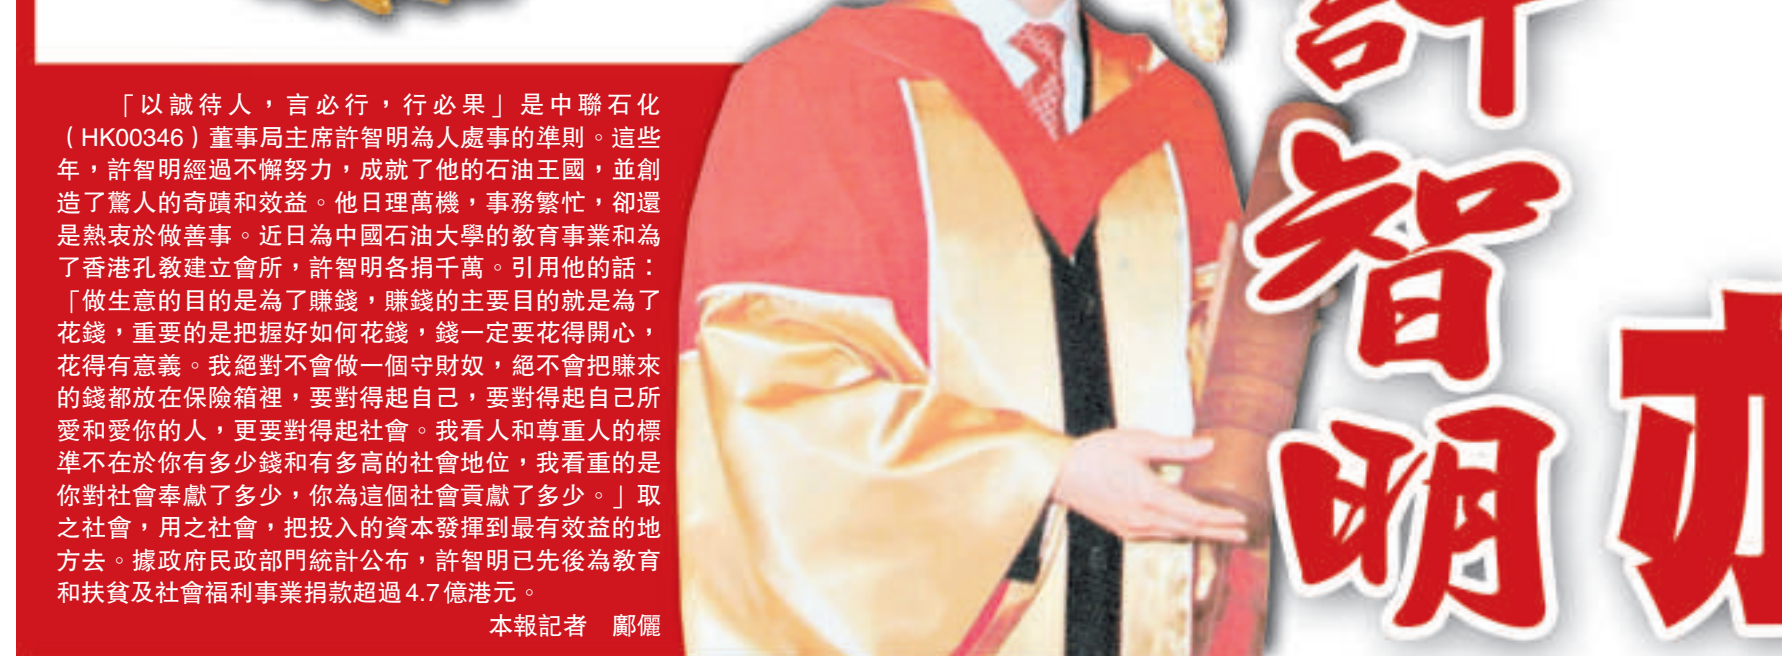 「以誠待人，言必行，行必果」是中聯石化
（HK00346）董事局主席許智明為人處事的準則。這些
年，許智明經過不懈努力，成就了他的石油王國，並創
造了驚人的奇蹟和效益。他日理萬機，事務繁忙，卻還
是熱衷於做善事。近日為中國石油大學的教育事業和為
了香港孔教建立會所，許智明各捐千萬。引用他的話：
「做生意的目的是為了賺錢，賺錢的主要目的就是為了
花錢，重要的是把握好如何花錢，錢一定要花得開心，
花得有意義。我絕對不會做一個守財奴，絕不會把賺來
的錢都放在保險箱裡，要對得起自己，要對得起自己所
愛和愛你的人，更要對得起社會。我看人和尊重人的標
準不在於你有多少錢和有多高的社會地位，我看重的是
你對社會奉獻了多少，你為這個社會貢獻了多少。」取
之社會，用之社會，把投入的資本發揮到最有效益的地
方去。據政府民政部門統計公布，許智明已先後為教育
和扶貧及社會福利事業捐款超過4.7億港元。
本報記者　鄺儷
許智明